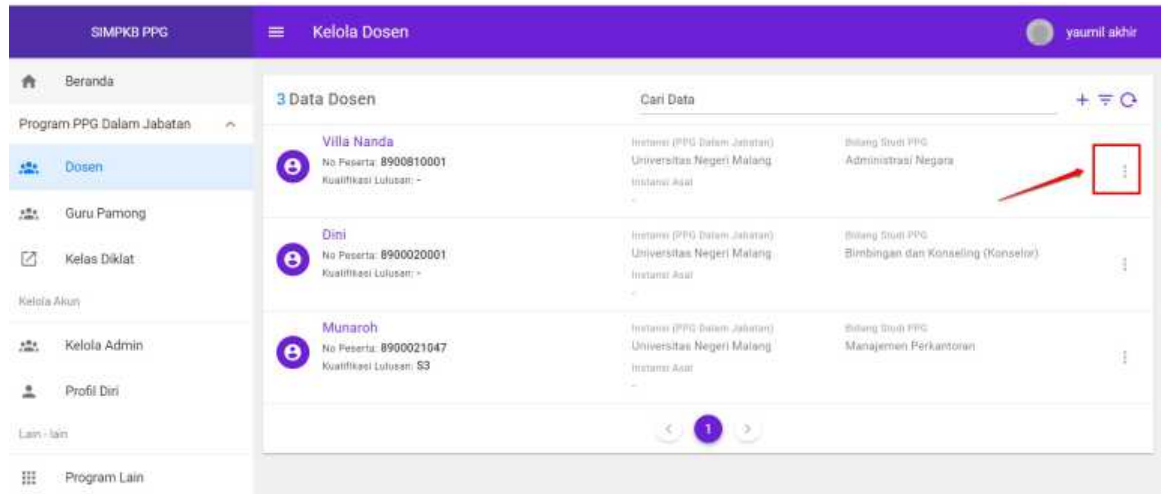 SIMPKB PPG
Kelola Dosen
yaumil akhir
Beranda
Program PPG Dalam Jabatan
Dosen
Guru Pamong
Kelas Diklat
Kelola Akun
Kelola Admin
Profil Diri
Lain - lain
Program Lain
3 Data Dosen
Cari Data
Villa Nanda
No Peserta: 8900810001
Kualifikasi Lulusan: -
Instansi (PPG Dalam Jabatan)
Universitas Negeri Malang
Instansi Asal
-
Bidang Studi PPG
Administrasi Negara
Dini
No Peserta: 8900020001
Kualifikasi Lulusan: -
Instansi (PPG Dalam Jabatan)
Universitas Negeri Malang
Instansi Asal
-
Bidang Studi PPG
Bimbingan dan Konseling (Konselor)
Munaroh
No Peserta: 8900021047
Kualifikasi Lulusan: S3
Instansi (PPG Dalam Jabatan)
Universitas Negeri Malang
Instansi Asal
-
Bidang Studi PPG
Manajemen Perkantoran
1